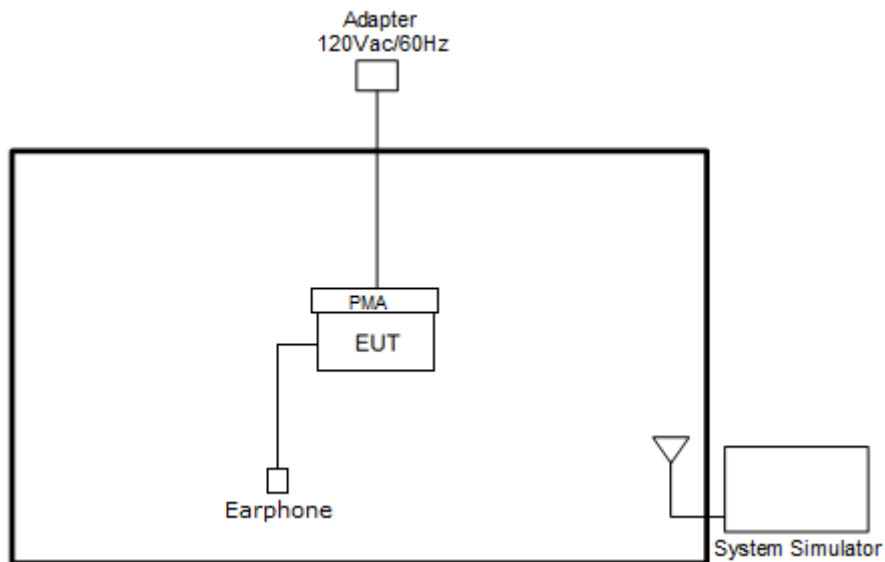 Adapter
120Vac/60Hz
PMA
EUT
Earphone
System Simulator